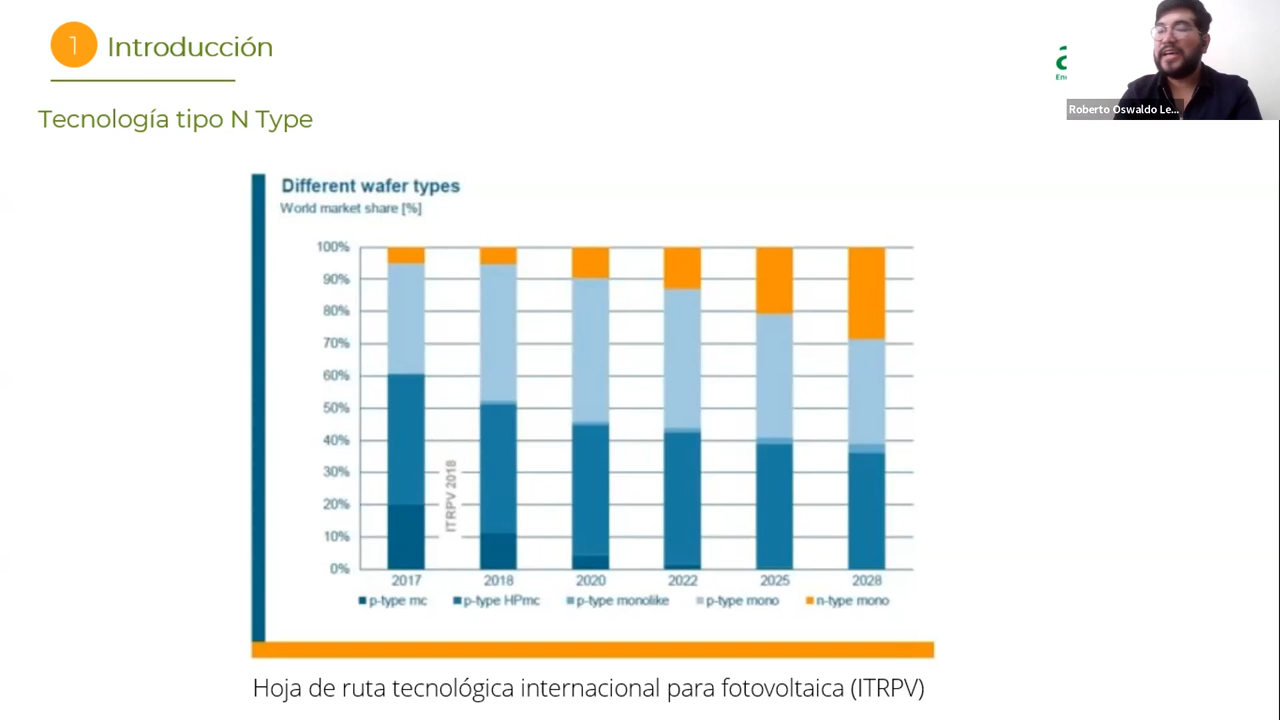 1 Introducción
Tecnología tipo N Type
Roberto Oswaldo Le...
Different wafer types
World market share [%]
100%
90%
80%
70%
60%
50%
40%
30%
20%
10%
0%
ITRPV 2018
2017 2018 2020 2022 2025 2028
p-type mc p-type HPmc p-type monolike p-type mono n-type mono
Hoja de ruta tecnológica internacional para fotovoltaica (ITRPV)